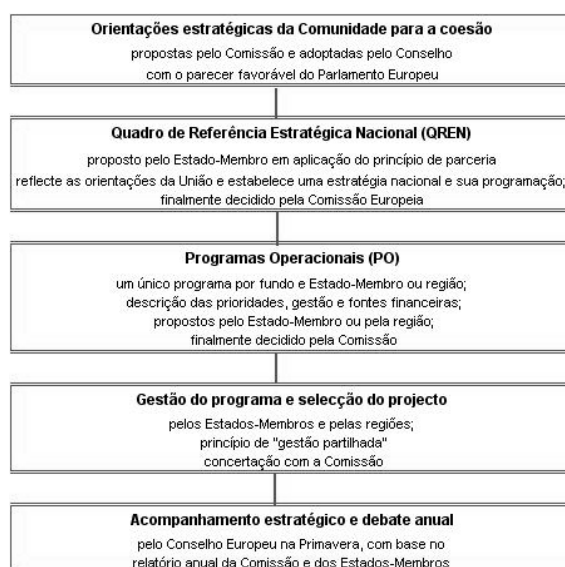 Orientações estratégicas da Comunidade para a coesão
propostas pelo Comissão e adoptadas pelo Conselho
com o parecer favorável do Parlamento Europeu
Quadro de Referência Estratégica Nacional (QREN)
proposto pelo Estado-Membro em aplicação do princípio de parceria
reflecte as orientações da União e estabelece uma estratégia nacional e sua programação;
finalmente decidido pela Comissão Europeia
Programas Operacionais (PO)
um único programa por fundo e Estado-Membro ou região;
descrição das prioridades, gestão e fontes financeiras;
propostos pelo Estado-Membro ou pela região;
finalmente decidido pela Comissão
Gestão do programa e selecção do projecto
pelos Estados-Membros e pelas regiões;
princípio de "gestão partilhada"
concertação com a Comissão
Acompanhamento estratégico e debate anual
pelo Conselho Europeu na Primavera, com base no
relatório anual da Comissão e dos Estados-Membros